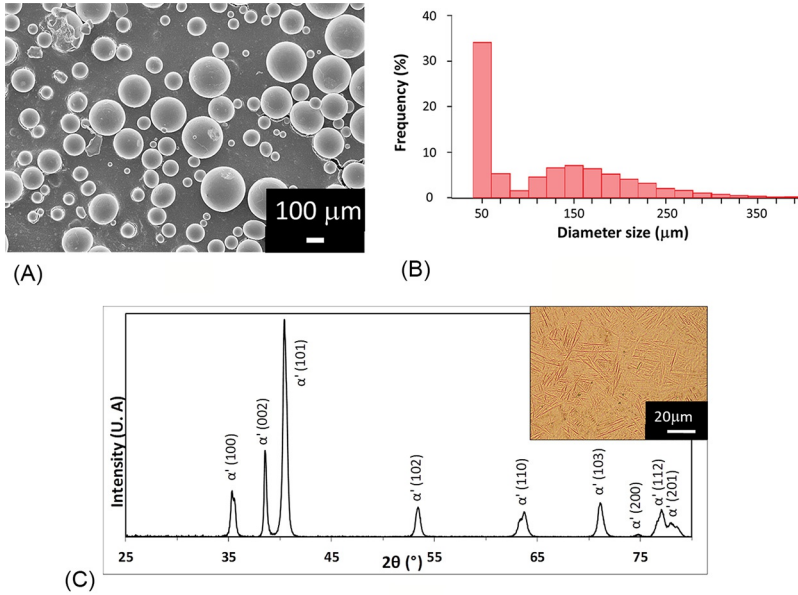 100 μm
(A)
(B)
Frequency (%)
40
30
20
10
0
50
150
250
350
Diameter size (μm)
(C)
Intensity (U. A)
α' (100)
α' (002)
α' (101)
α' (102)
α' (110)
α' (103)
α' (200)
α' (112)
α' (201)
20μm
25
35
45
55
65
75
2θ (°)